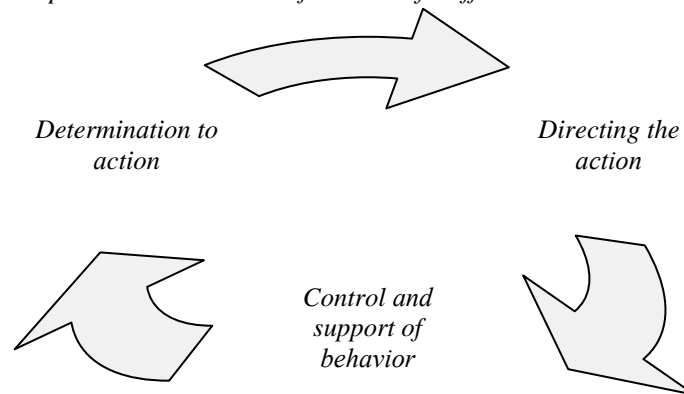 Determination to
action
Directing the
action
Control and
support of
behavior